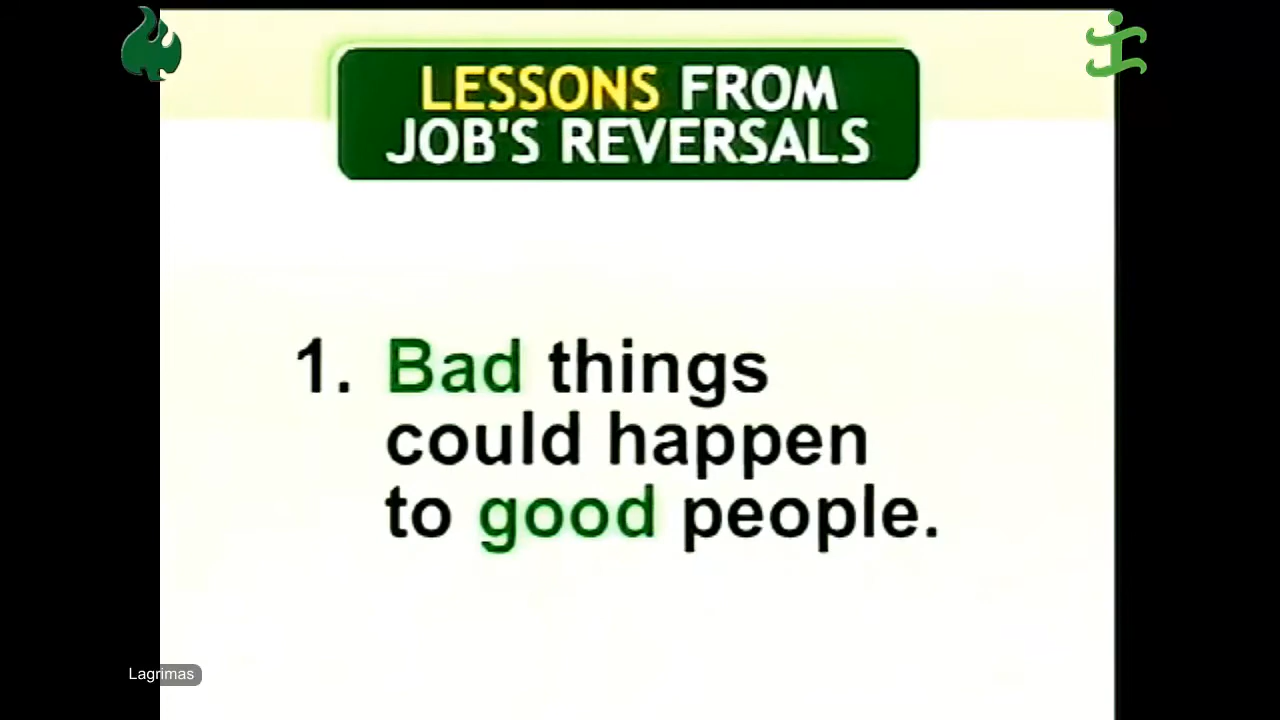 LESSONS FROM
JOB'S REVERSALS
1. Bad things
could happen
to good people.
Lagrimas